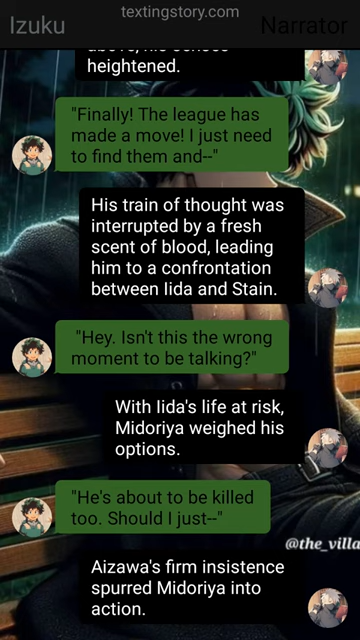 textingstory.com
Izuku
Narrator
above, his senses
heightened.
"Finally! The league has
made a move! I just need
to find them and--"
His train of thought was
interrupted by a fresh
scent of blood, leading
him to a confrontation
between Iida and Stain.
"Hey. Isn't this the wrong
moment to be talking?"
With Iida's life at risk,
Midoriya weighed his
options.
"He's about to be killed
too. Should I just--"
@the_villa
Aizawa's firm insistence
spurred Midoriya into
action.